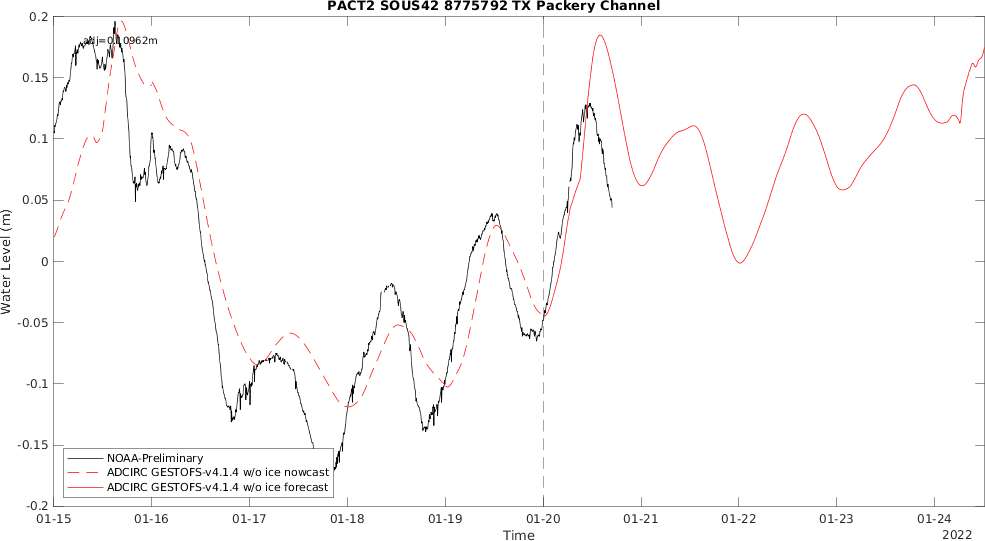 PACT2 SOUS42 8775792 TX Packery Channel
adj=0.10962m
Water Level (m)
0.2
0.15
0.1
0.05
0
-0.05
-0.1
-0.15
-0.2
NOAA-Preliminary
ADCIRC GESTOFS-v4.1.4 w/o ice nowcast
ADCIRC GESTOFS-v4.1.4 w/o ice forecast
01-15 01-16 01-17 01-18 01-19 01-20 01-21 01-22 01-23 01-24
Time
2022